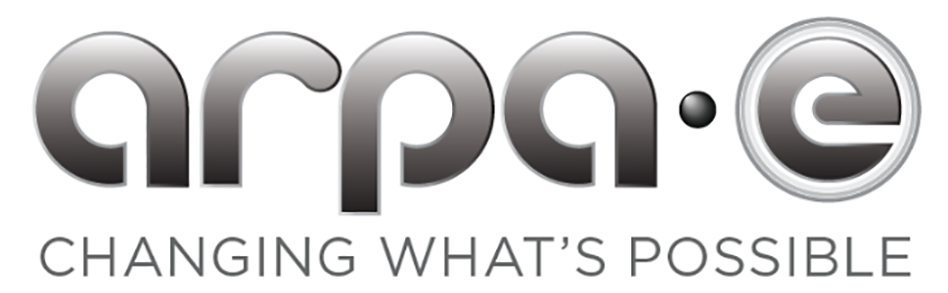 arpa·e
CHANGING WHAT'S POSSIBLE